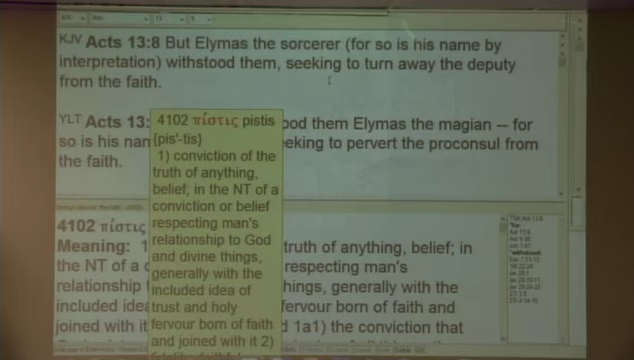 KJV Acts 13:8 But Elymas the sorcerer (for so is his name by
interpretation) withstood them, seeking to turn away the deputy
from the faith.
YLT Acts 13:
ood them Elymas the magian -- for
so is his nam
eking to pervert the proconsul from
the faith.
4102 πίστις pistis
{pis'-tis}
1) conviction of the
truth of anything,
belief; in the NT of a
conviction or belief
respecting man's
relationship to God
and divine things,
generally with the
included idea of
trust and holy
fervour born of faith
and joined with it 2)
4102 πίστις
Meaning: 1
truth of anything, belief; in
the NT of a c
respecting man's
relationship
hings, generally with the
included idea
fervour born of faith and
joined with it
d 1a1) the conviction that